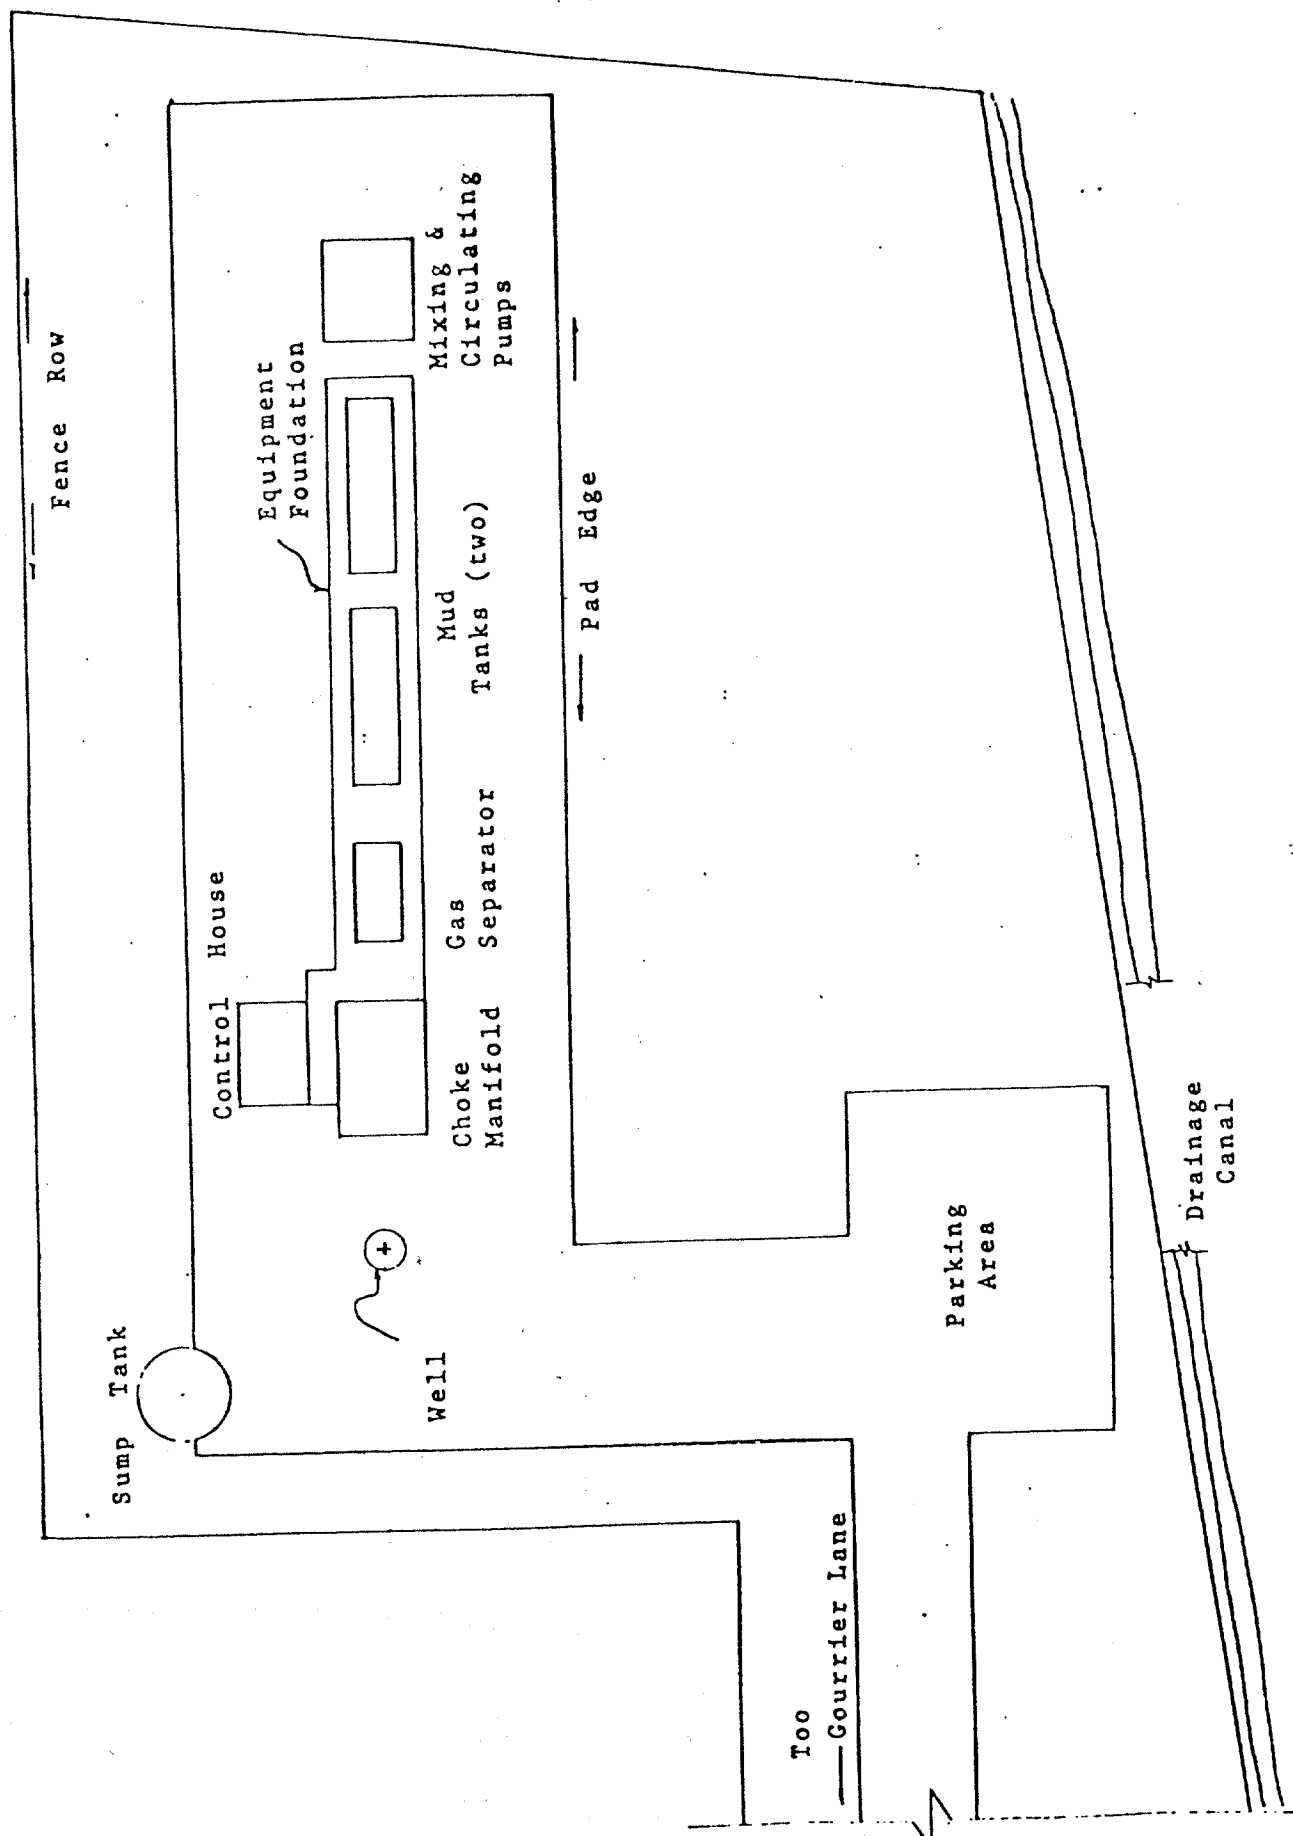 Fence Row
Sump Tank
Control House
Equipment
Foundation
Well
Choke
Manifold
Gas
Separator
Mud
Tanks (two)
Mixing &
Circulating
Pumps
Pad Edge
Parking
Area
Too
Gourrier Lane
Drainage
Canal